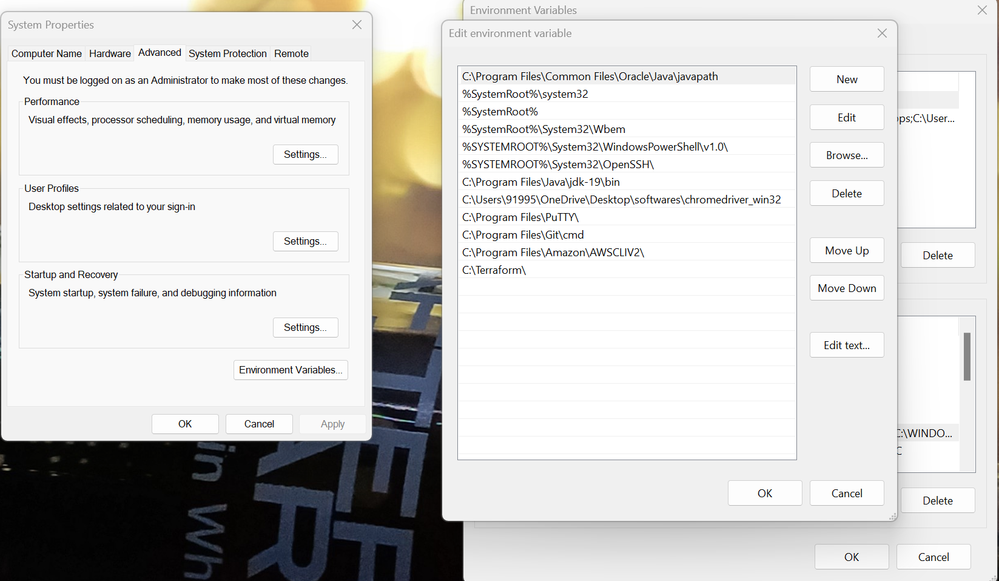 System Properties
Computer Name
Hardware
Advanced
System Protection
Remote
You must be logged on as an Administrator to make most of these changes.
Performance
Visual effects, processor scheduling, memory usage, and virtual memory
Settings...
User Profiles
Desktop settings related to your sign-in
Settings...
Startup and Recovery
System startup, system failure, and debugging information
Settings...
Environment Variables...
OK
Cancel
Apply
Environment Variables
Edit environment variable
C:\Program Files\Common Files\Oracle\Java\javapath
%SystemRoot%\system32
%SystemRoot%
%SystemRoot%\System32\Wbem
%SYSTEMROOT%\System32\WindowsPowerShell\v1.0\
%SYSTEMROOT%\System32\OpenSSH\
C:\Program Files\Java\jdk-19\bin
C:\Users\91995\OneDrive\Desktop\softwares\chromedriver_win32
C:\Program Files\PuTTY\
C:\Program Files\Git\cmd
C:\Program Files\Amazon\AWSCLIV2\
C:\Terraform\
New
Edit
Browse...
Delete
Move Up
Move Down
Edit text...
OK
Cancel
ps;C:\User...
Delete
C:\WINDO...
C
Delete
OK
Cancel
in Wh